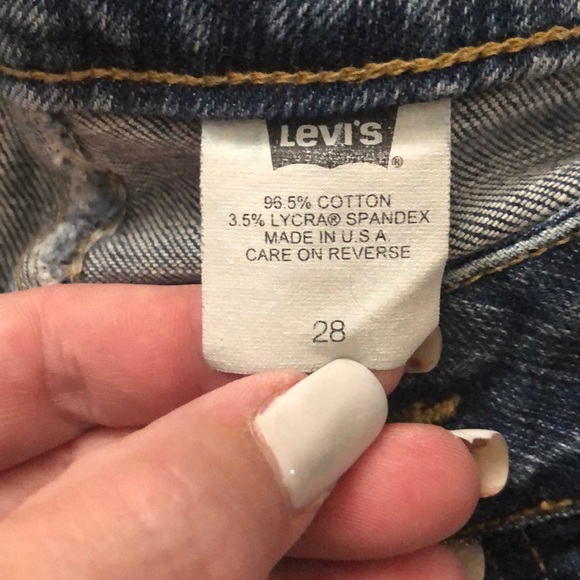 Levi's ®
96.5% COTTON
3.5% LYCRA® SPANDEX
MADE IN U.S.A
CARE ON REVERSE
28